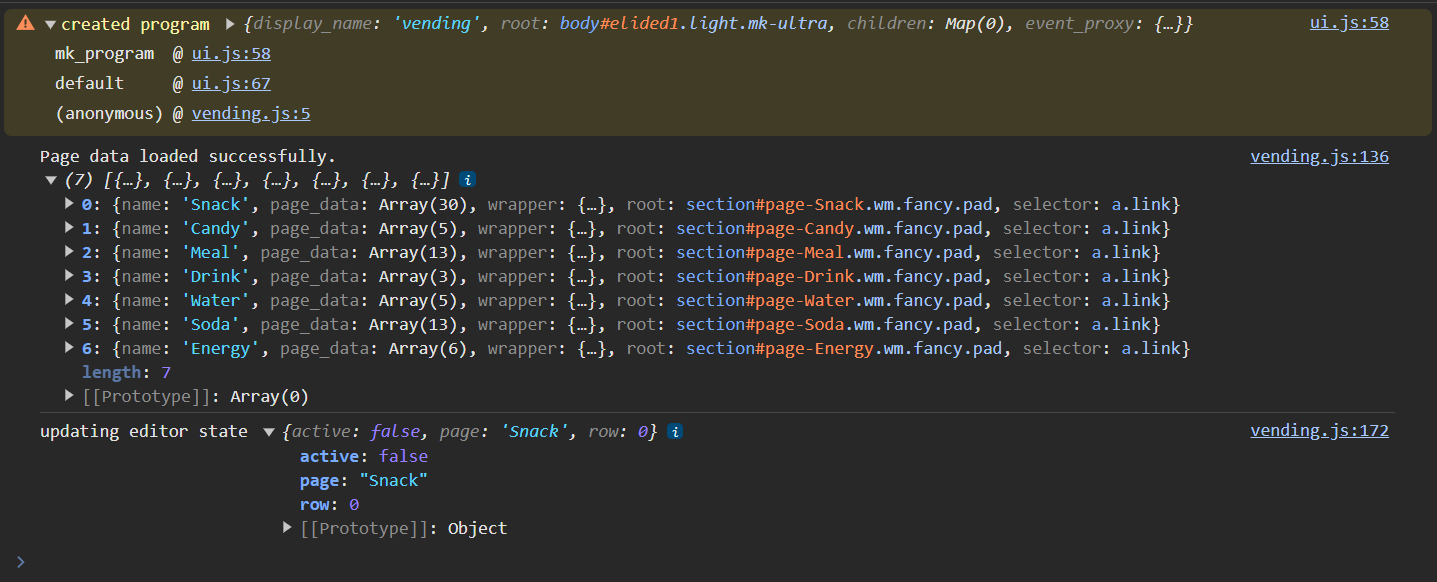 created program {display_name: 'vending', root: body#elided1.light.mk-ultra, children: Map(0), event_proxy: {…}} ui.js:58
mk_program @ ui.js:58
default @ ui.js:67
(anonymous) @ vending.js:5
Page data loaded successfully. vending.js:136
(7) [{…}, {…}, {…}, {…}, {…}, {…}, {…}] i
0: {name: 'Snack', page_data: Array(30), wrapper: {…}, root: section#page-Snack.wm.fancy.pad, selector: a.link}
1: {name: 'Candy', page_data: Array(5), wrapper: {…}, root: section#page-Candy.wm.fancy.pad, selector: a.link}
2: {name: 'Meal', page_data: Array(13), wrapper: {…}, root: section#page-Meal.wm.fancy.pad, selector: a.link}
3: {name: 'Drink', page_data: Array(3), wrapper: {…}, root: section#page-Drink.wm.fancy.pad, selector: a.link}
4: {name: 'Water', page_data: Array(5), wrapper: {…}, root: section#page-Water.wm.fancy.pad, selector: a.link}
5: {name: 'Soda', page_data: Array(13), wrapper: {…}, root: section#page-Soda.wm.fancy.pad, selector: a.link}
6: {name: 'Energy', page_data: Array(6), wrapper: {…}, root: section#page-Energy.wm.fancy.pad, selector: a.link}
length: 7
[[Prototype]]: Array(0)
updating editor state {active: false, page: 'Snack', row: 0} i vending.js:172
active: false
page: "Snack"
row: 0
[[Prototype]]: Object